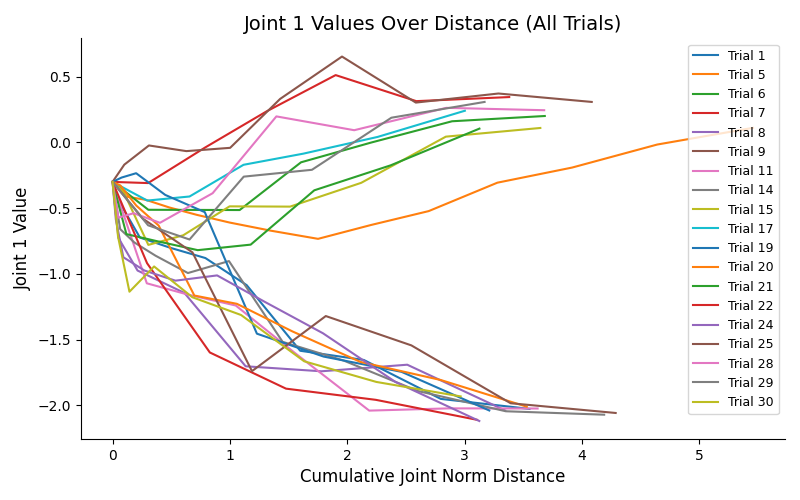 Joint 1 Values Over Distance (All Trials)
Joint 1 Value
0.5
0.0
−0.5
−1.0
−1.5
−2.0
0
1
2
3
4
5
Cumulative Joint Norm Distance
Trial 1
Trial 5
Trial 6
Trial 7
Trial 8
Trial 9
Trial 11
Trial 14
Trial 15
Trial 17
Trial 19
Trial 20
Trial 21
Trial 22
Trial 24
Trial 25
Trial 28
Trial 29
Trial 30